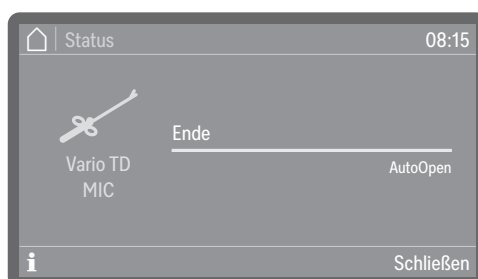 Status 08:15
Ende
Vario TD
MIC
AutoOpen
i Schließen